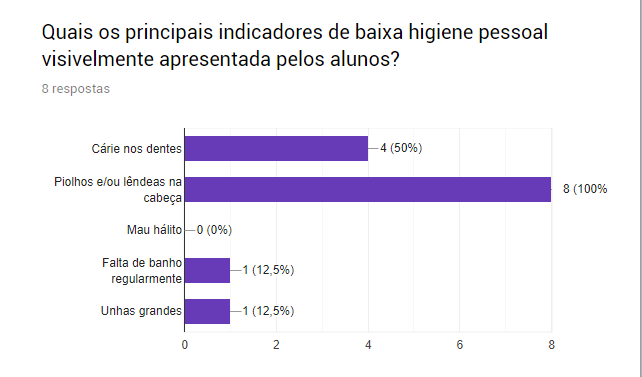 Quais os principais indicadores de baixa higiene pessoal
visivelmente apresentada pelos alunos?
8 respostas
Cárie nos dentes
4 (50%)
Piolhos e/ou lêndeas na
cabeça
8 (100%
Mau hálito
0 (0%)
Falta de banho
regularmente
1 (12,5%)
Unhas grandes
1 (12,5%)
0 2 4 6 8